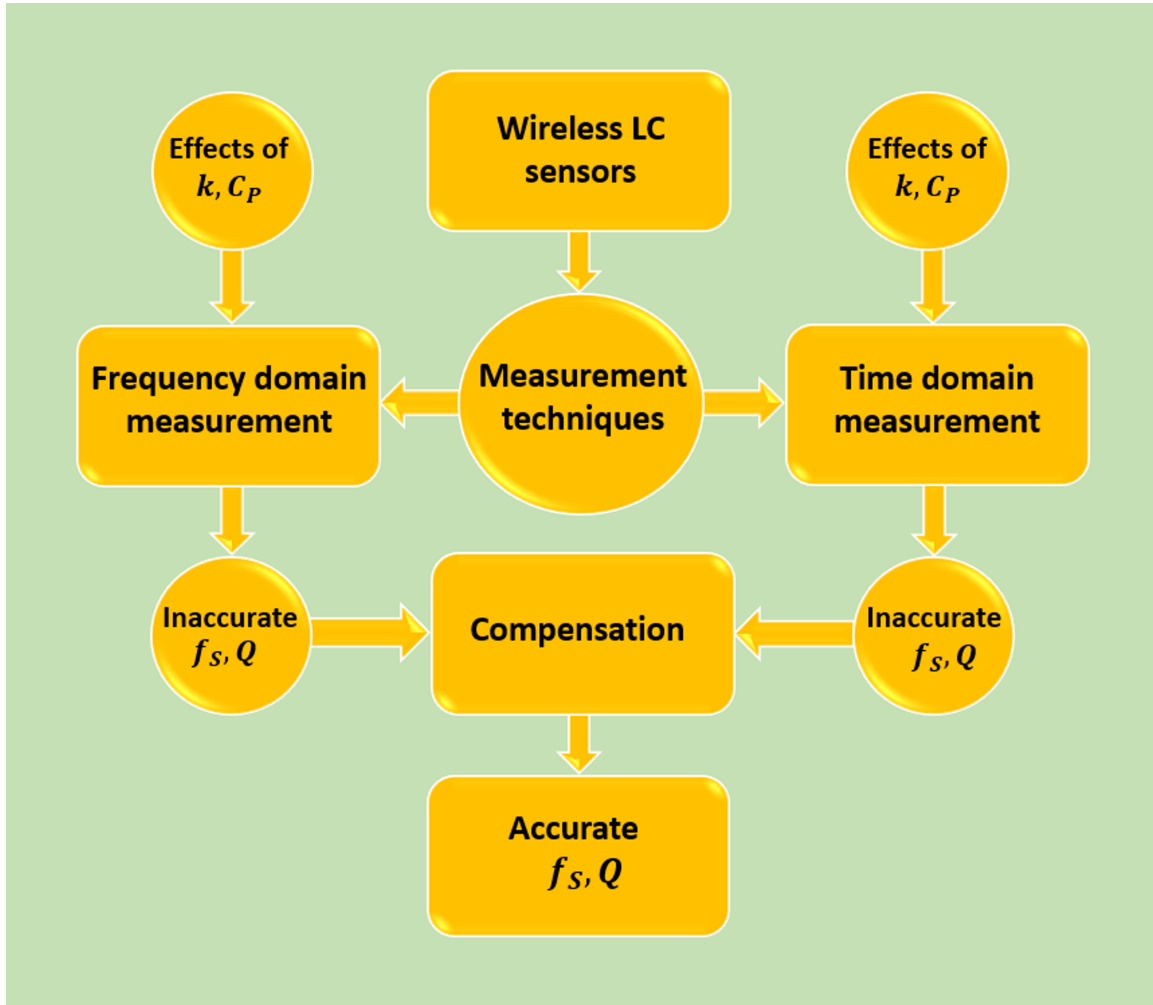 Effects of
k, C_P
Wireless LC
sensors
Effects of
k, C_P
Frequency domain
measurement
Measurement
techniques
Time domain
measurement
Inaccurate
f_S, Q
Compensation
Inaccurate
f_S, Q
Accurate
f_S, Q